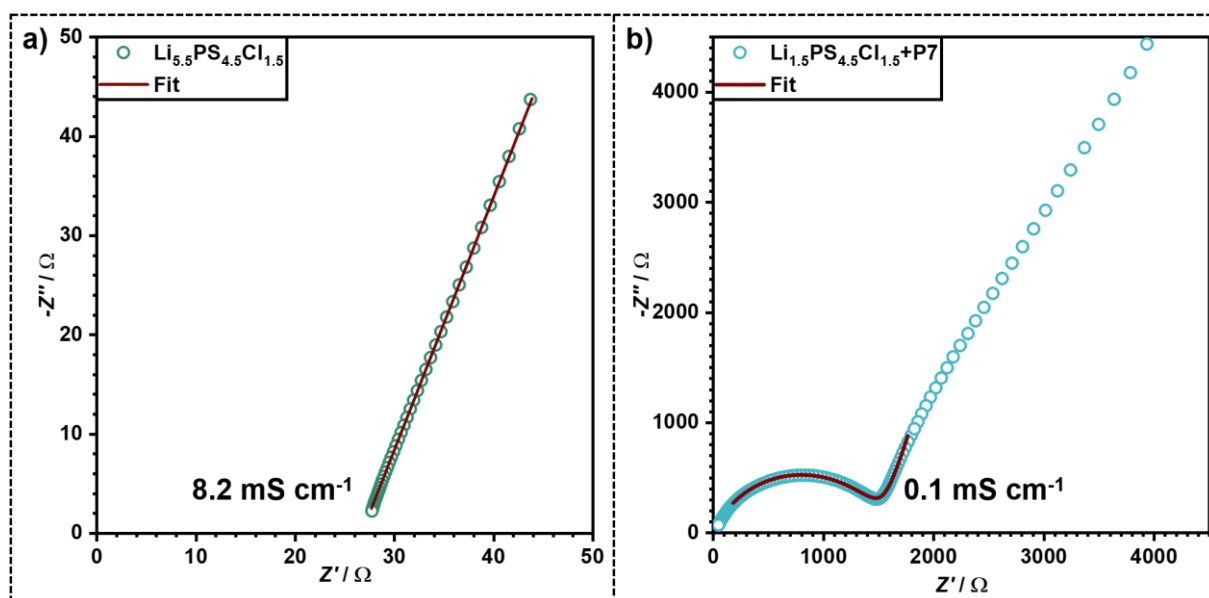 a)
50
Li5.5PS4.5Cl1.5
Fit
40
30
-Z'' / Ω
20
10
8.2 mS cm-1
0
0 10 20 30 40 50
Z' / Ω
b)
Li1.5PS4.5Cl1.5+P7
Fit
4000
3000
-Z'' / Ω
2000
1000
0.1 mS cm-1
0
0 1000 2000 3000 4000
Z' / Ω